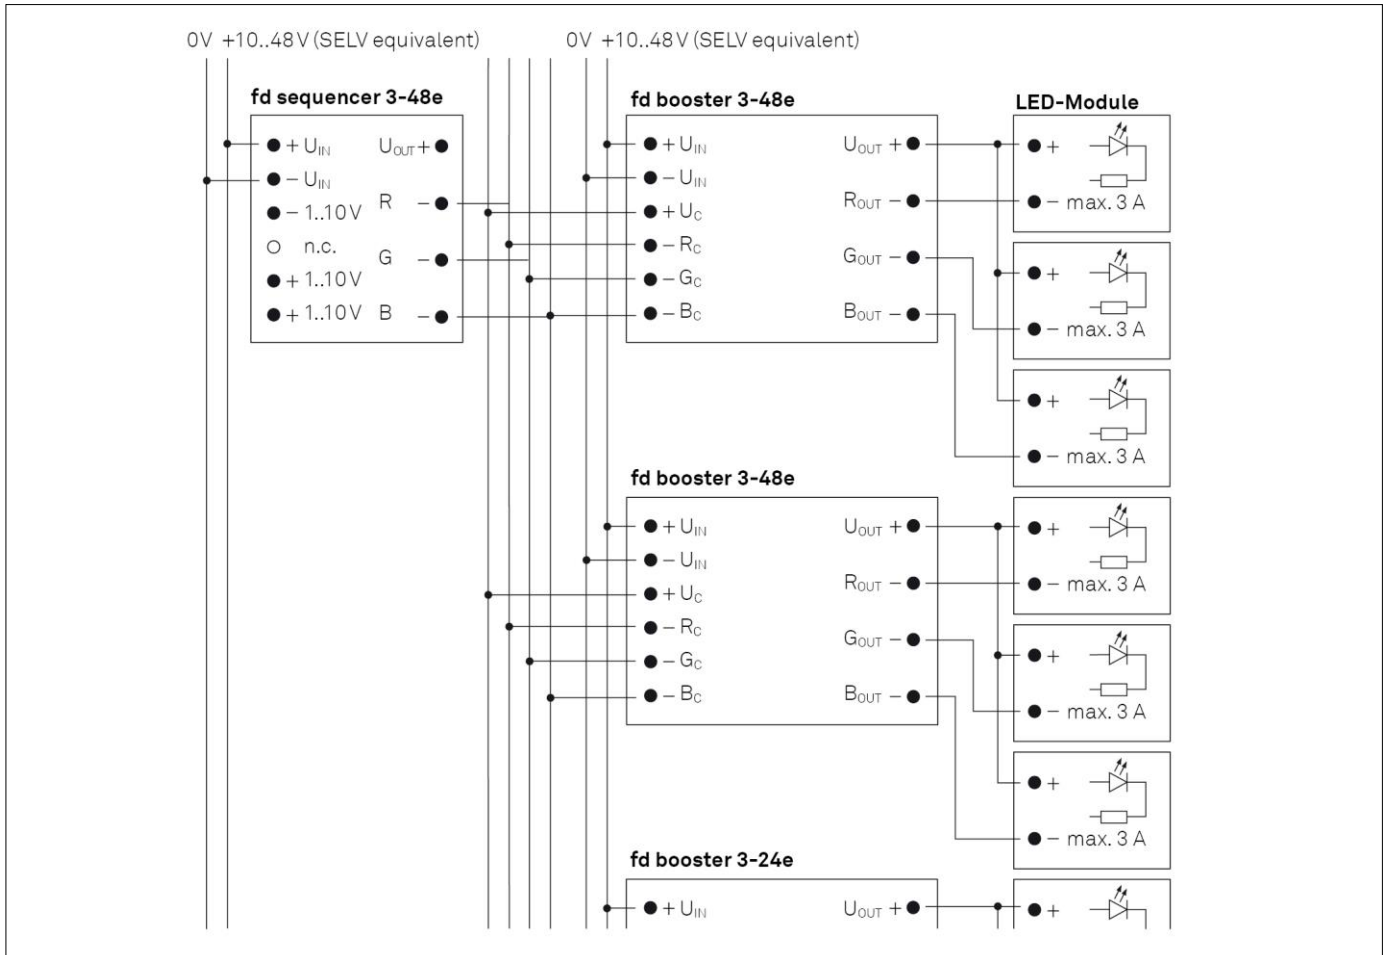 0V +10..48V (SELV equivalent)
0V +10..48V (SELV equivalent)
fd sequencer 3-48e
+ UIN
UOUT +
− UIN
R −
− 1..10V
n.c.
G −
+ 1..10V
+ 1..10V
B −
fd booster 3-48e
+ UIN
UOUT +
− UIN
ROUT −
+ UC
− RC
GOUT −
− GC
− BC
BOUT −
LED-Module
+
− max. 3 A
+
− max. 3 A
+
− max. 3 A
fd booster 3-48e
+ UIN
UOUT +
− UIN
ROUT −
+ UC
− RC
GOUT −
− GC
− BC
BOUT −
+
− max. 3 A
+
− max. 3 A
+
− max. 3 A
fd booster 3-24e
+ UIN
UOUT +
+